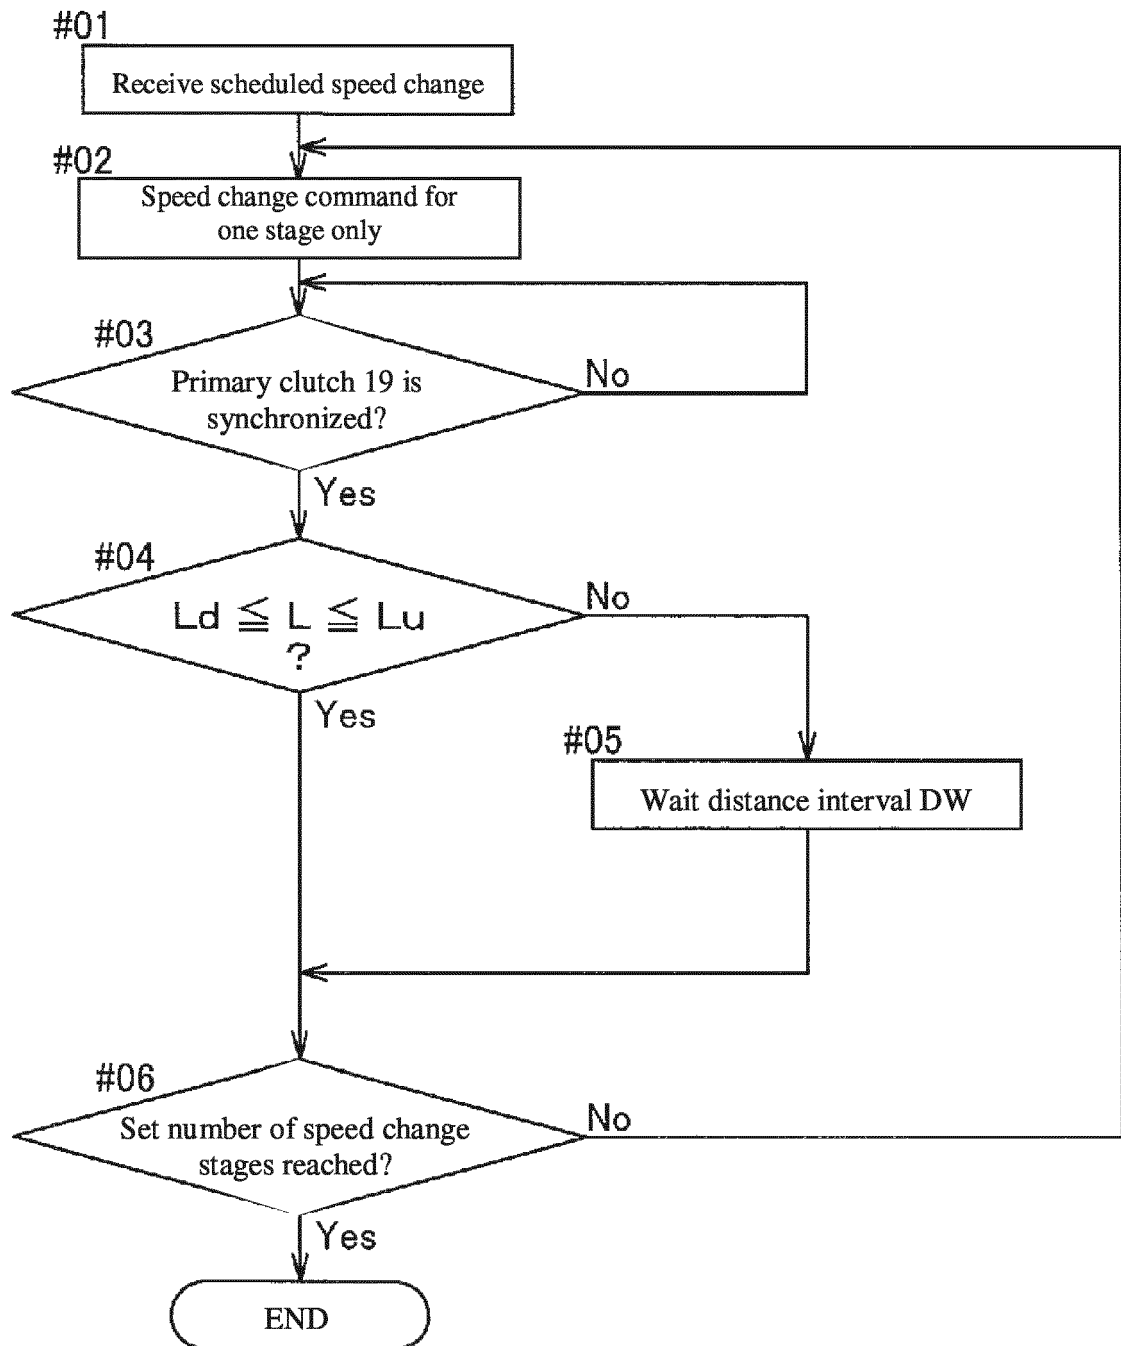 #01
Receive scheduled speed change
#02
Speed change command for
one stage only
#03
Primary clutch 19 is
synchronized?
No
Yes
#04
Ld ≦ L ≦ Lu
?
No
Yes
#05
Wait distance interval DW
#06
Set number of speed change
stages reached?
No
Yes
END